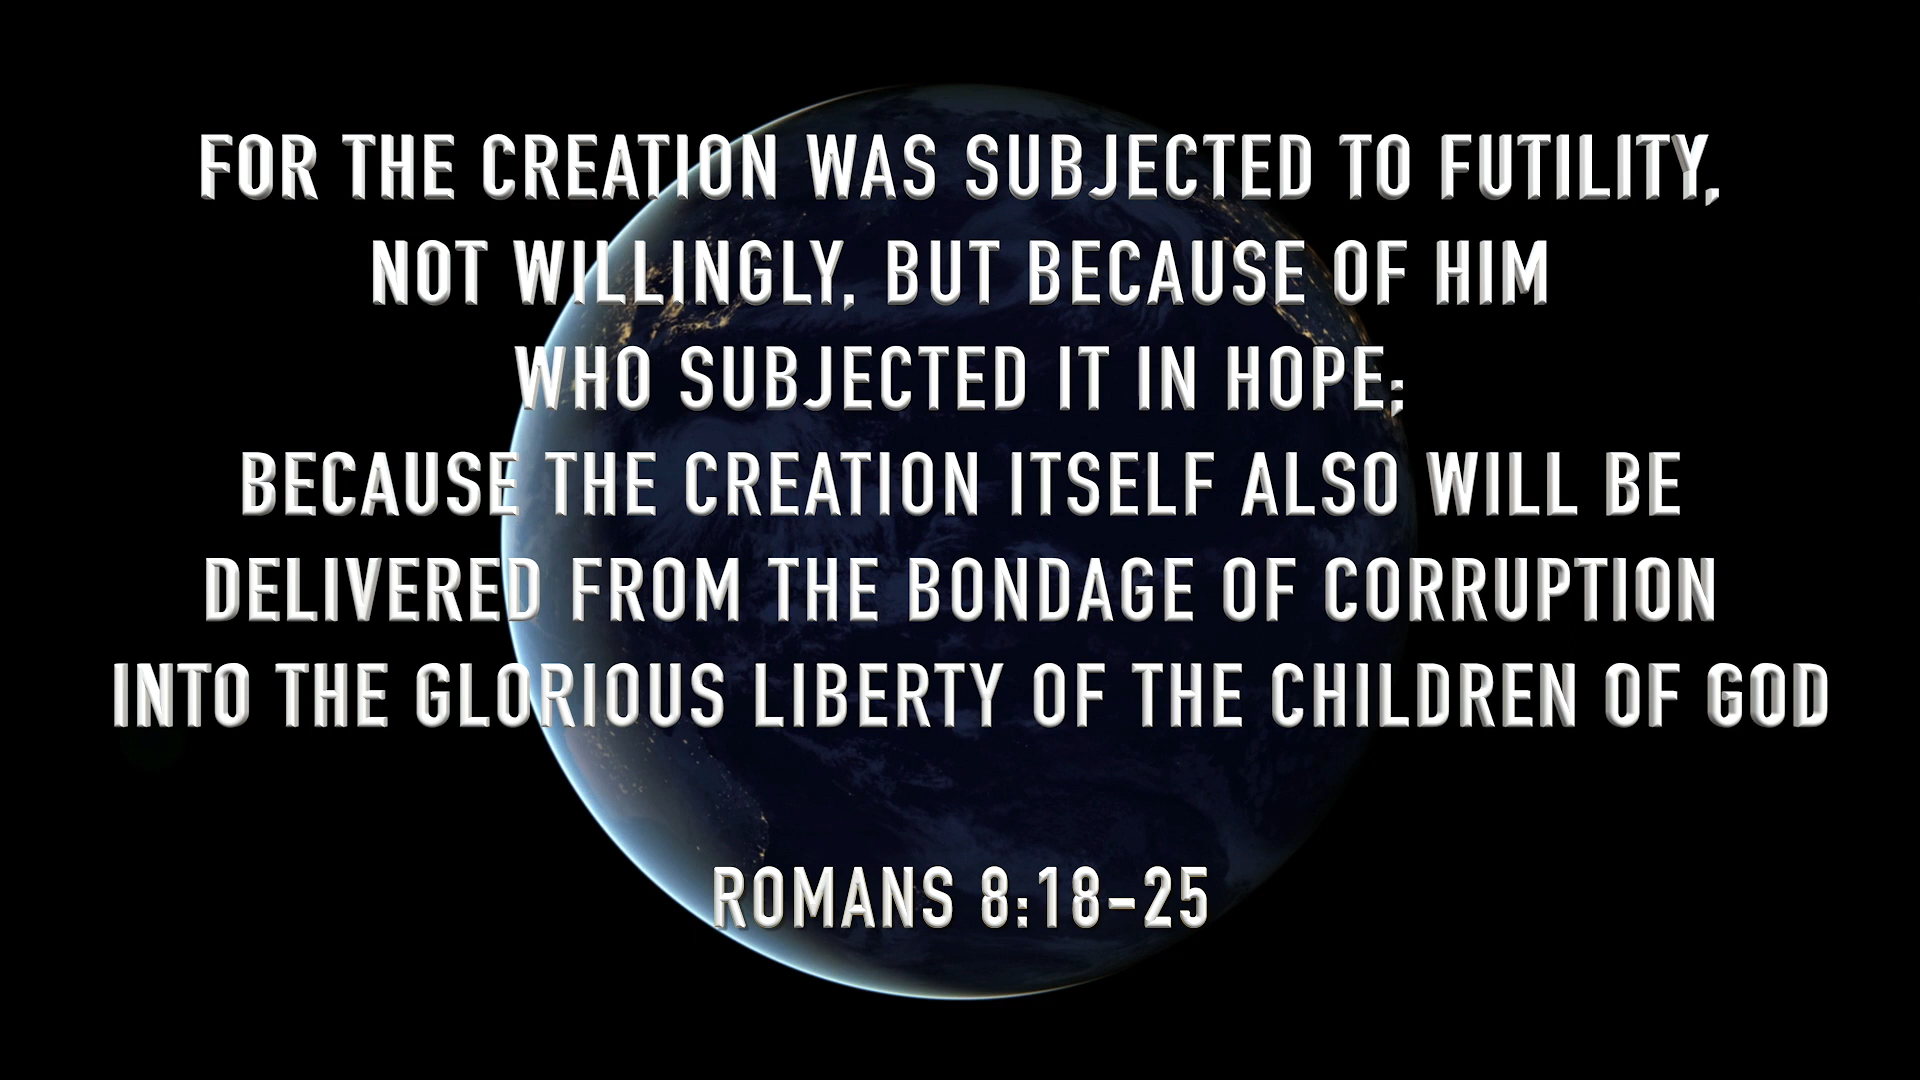 FOR THE CREATION WAS SUBJECTED TO FUTILITY,
NOT WILLINGLY, BUT BECAUSE OF HIM
WHO SUBJECTED IT IN HOPE;
BECAUSE THE CREATION ITSELF ALSO WILL BE
DELIVERED FROM THE BONDAGE OF CORRUPTION
INTO THE GLORIOUS LIBERTY OF THE CHILDREN OF GOD
ROMANS 8:18-25